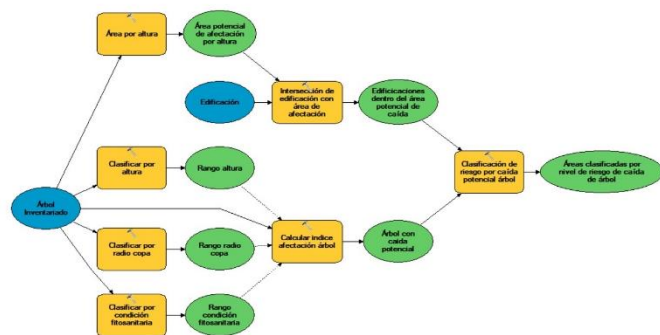 Área por altura
Área potencial
de afectación
por altura
Edificación
Intersección de
edificación con
área de
afectación
Edificicaciones
dentro del área
potencial de
caída
Clasificar por
altura
Rango altura
Clasificación de
riesgo por caída
potencial árbol
Áreas clasificadas por
nivel de riesgo de caída
de árbol
Árbol
Inventariado
Clasificar por
radio copa
Rango radio
copa
Calcular indice
afectación árbol
Árbol con
caida
potencial
Clasificar por
condición
fitosanitaria
Rango
condición
fitosanitaria